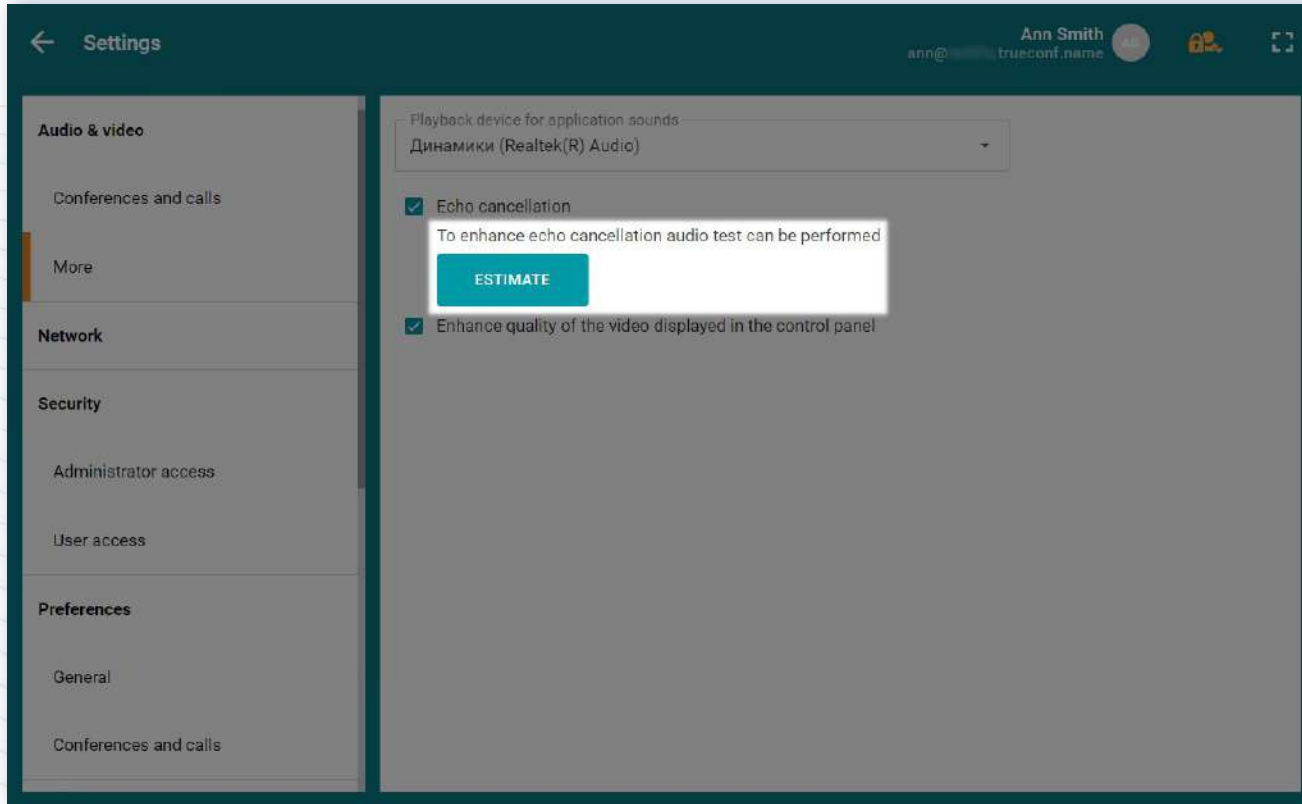 Settings
Ann Smith
ann@ trueconf.name
Audio & video
Conferences and calls
More
Network
Security
Administrator access
User access
Preferences
General
Conferences and calls
Playback device for application sounds
Динамики (Realtek(R) Audio)
Echo cancellation
To enhance echo cancellation audio test can be performed
ESTIMATE
Enhance quality of the video displayed in the control panel